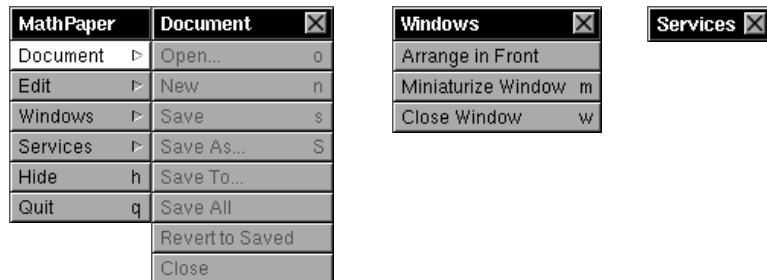 MathPaper
Document
Edit
Windows
Services
Hide h
Quit q
Document
Open... o
New n
Save s
Save As... S
Save To...
Save All
Revert to Saved
Close
Windows
Arrange in Front
Miniaturize Window m
Close Window w
Services